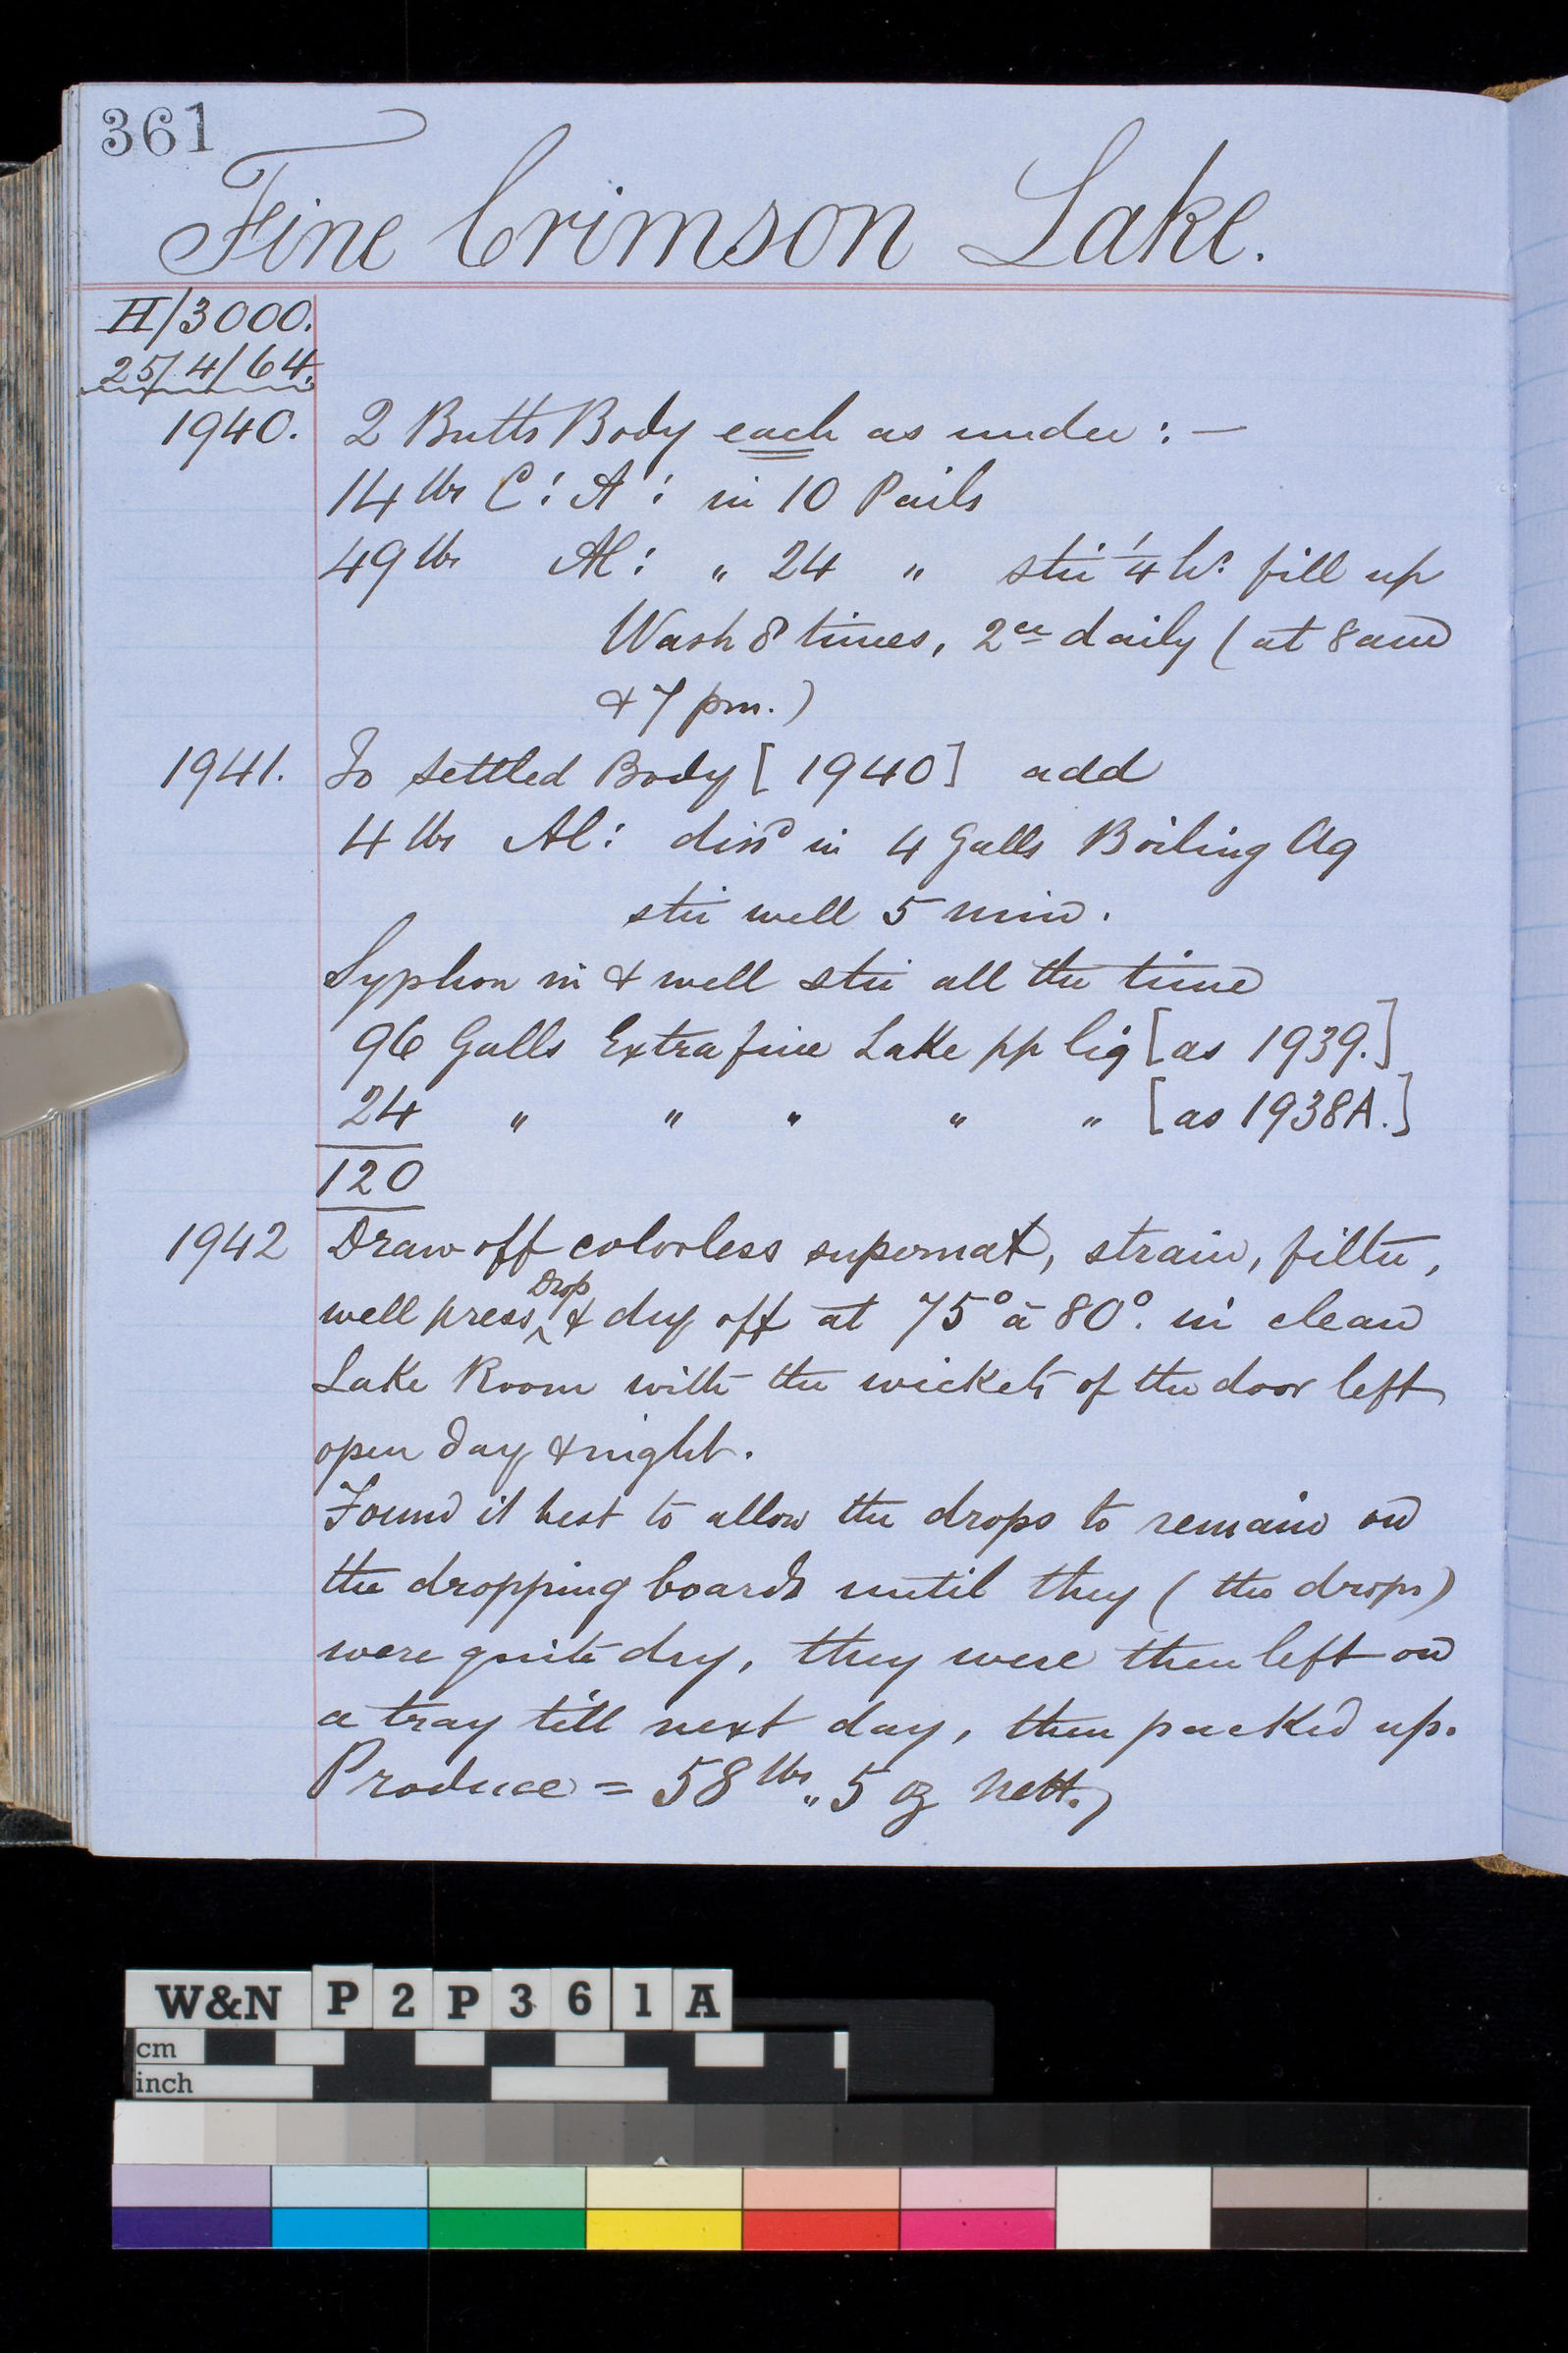 361
Fine Crimson Lake.
H/3000.
25/4/64.
1940. 2 Butts Body each as under : —
14 lbs C : A : in 10 Pails
49 lbs Al : " 24 " stir 1/4 hr. fill up
Wash 8 times, 2ce daily ( at 8 am
& 7 pm. )
1941. To settled Body [ 1940 ] add
4 lbs Al : dissd in 4 Galls Boiling Aq
stir well 5 min.
Syphon in & well stir all the time
96 Galls Extra fine Lake pp liq [ as 1939. ]
24 " " " " " [ as 1938A. ]
120
1942 Draw off colorless supernat, strain, filter,
well press, Drop & dry off at 75° à 80°. in clean
Lake Room with the wickets of the door left
open day & night.
Found it best to allow the drops to remain on
the dropping boards until they ( the drops )
were quite dry, they were then left on
a tray till next day, then packed up.
Produce = 58 lbs " 5 oz nett.
W&N P2P361A
cm
inch